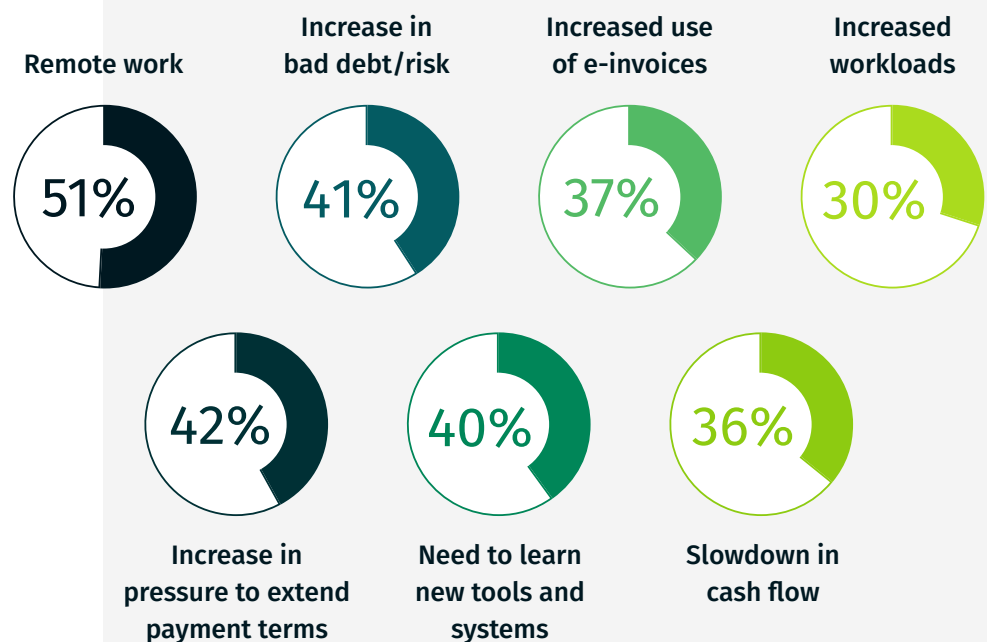 Remote work
51%
Increase in
bad debt/risk
41%
Increased use
of e-invoices
37%
Increased
workloads
30%
42%
Increase in
pressure to extend
payment terms
40%
Need to learn
new tools and
systems
36%
Slowdown in
cash flow